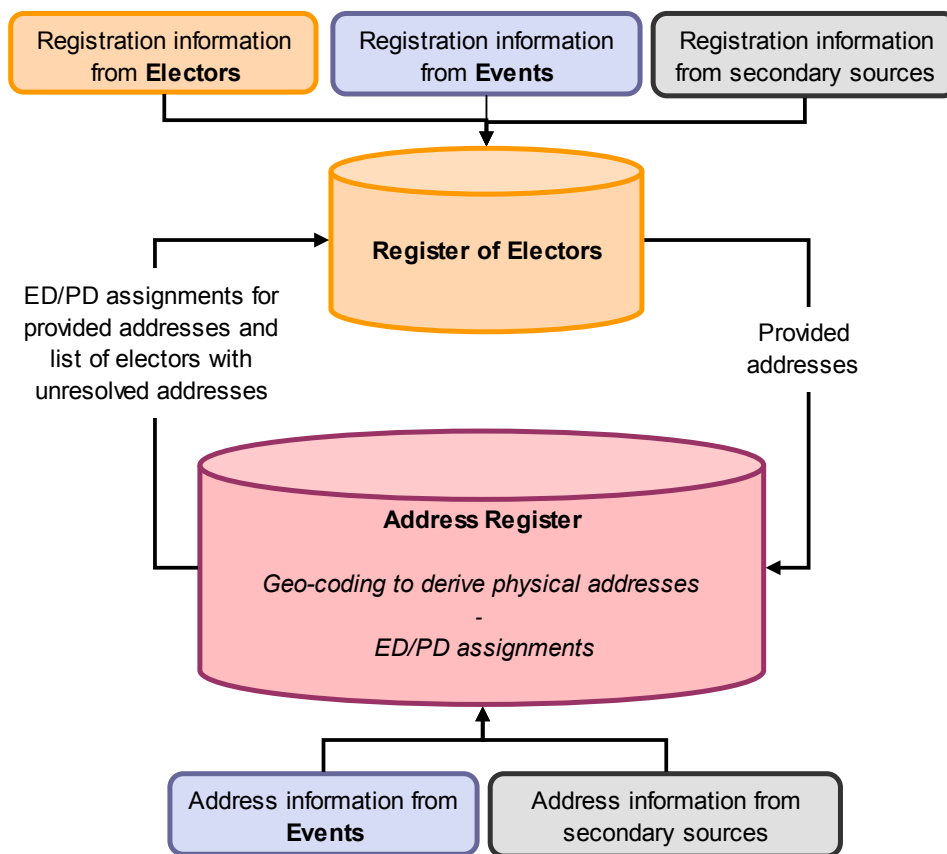 Registration information
from Electors
Registration information
from Events
Registration information
from secondary sources
Register of Electors
ED/PD assignments for
provided addresses and
list of electors with
unresolved addresses
Provided
addresses
Address Register
Geo-coding to derive physical addresses
-
ED/PD assignments
Address information from
Events
Address information from
secondary sources